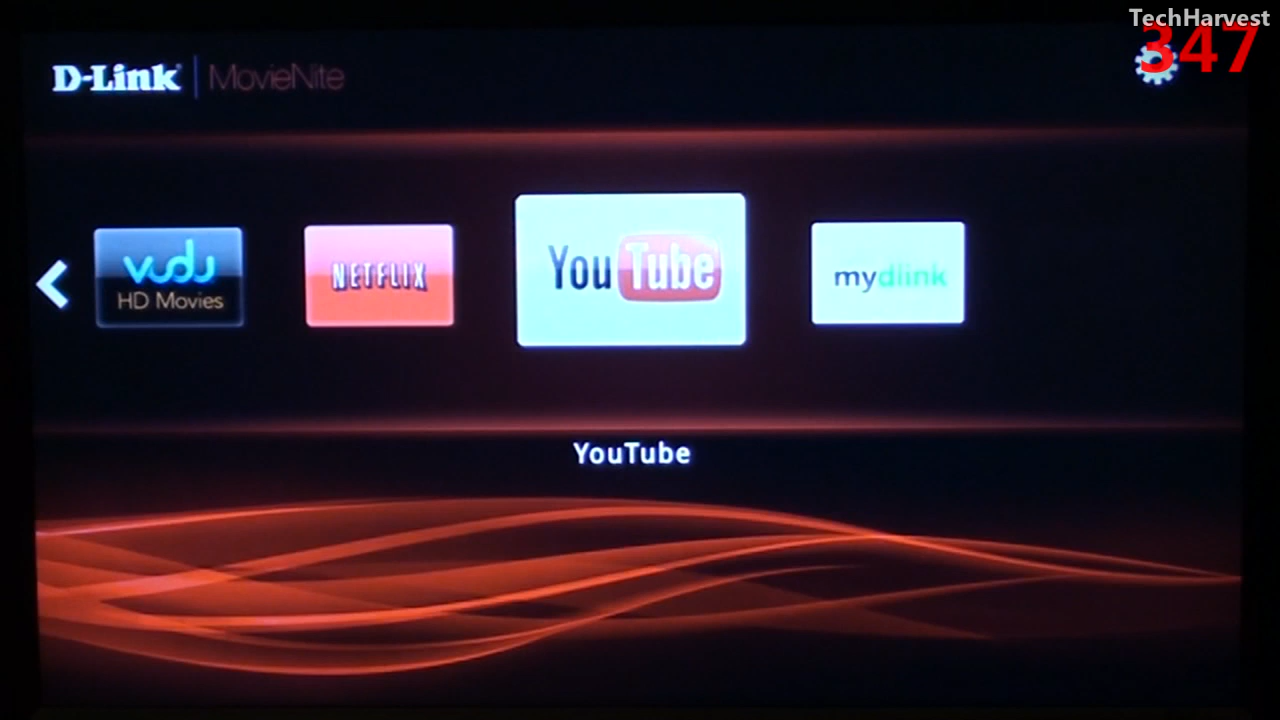 TechHarvest
347
D-Link | MovieNite
vudu
HD Movies
NETFLIX
YouTube
mydlink
YouTube